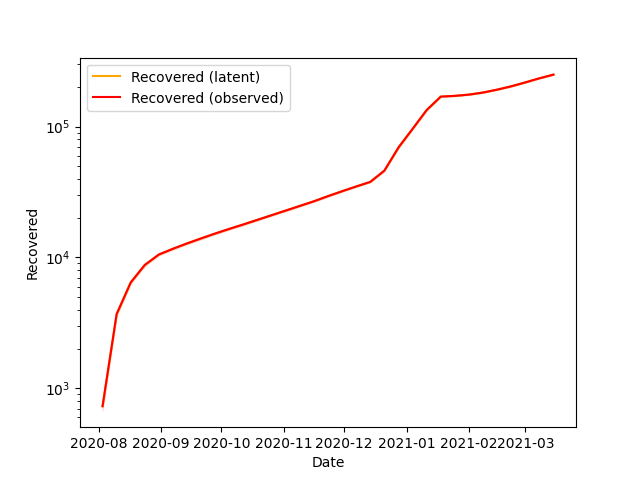 Recovered (latent)
Recovered (observed)
10^5
10^4
10^3
Recovered
2020-08 2020-09 2020-10 2020-11 2020-12 2021-01 2021-02 2021-03
Date